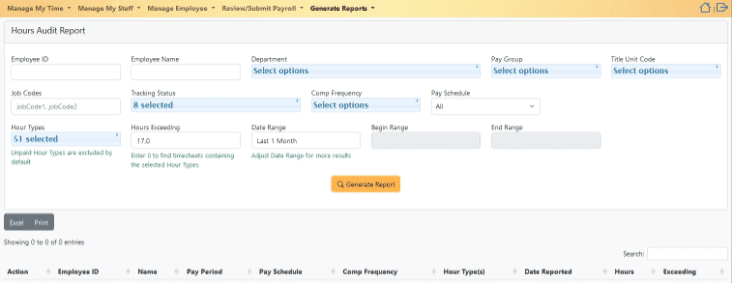 Manage My Time Manage My Staff Manage Employee Review/Submit Payroll Generate Reports
Hours Audit Report
Employee ID Employee Name Department Pay Group Title Unit Code
Select options Select options Select options
Job Codes Tracking Status Comp Frequency Pay Schedule
jobCode1, jobCode2 8 selected Select options All
Hour Types Hours Exceeding Date Range Begin Range End Range
51 selected 17.0 Last 1 Month
Unpaid Hour Types are excluded by Enter 0 to find timesheets containing Adjust Date Range for more results
default the selected Hour Types
Generate Report
Excel Print
Showing 0 to 0 of 0 entries
Search:
Action Employee ID Name Pay Period Pay Schedule Comp Frequency Hour Type(s) Date Reported Hours Exceeding